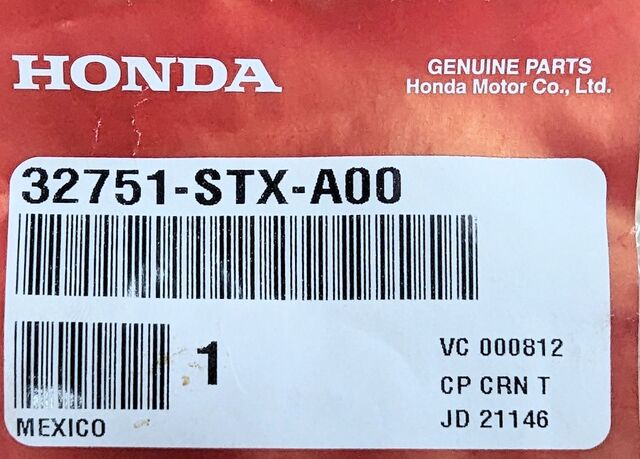 HONDA
GENUINE PARTS
Honda Motor Co., Ltd.
32751-STX-A00
1
VC 000812
CP CRN T
JD 21146
MEXICO